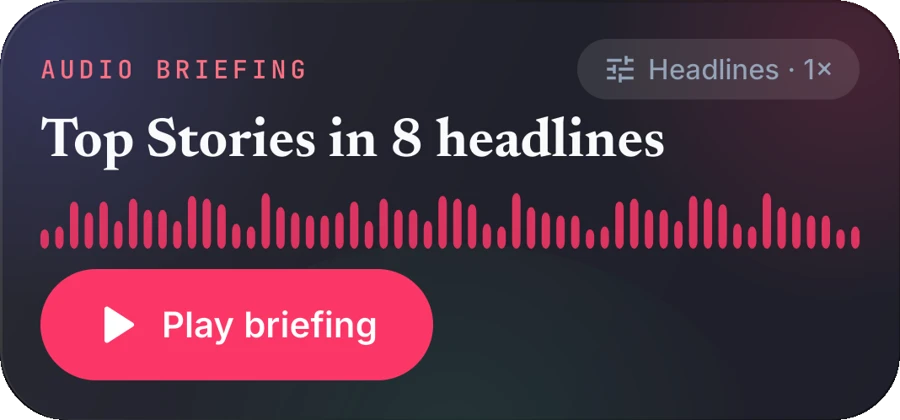 AUDIO BRIEFING
Headlines · 1×
Top Stories in 8 headlines
Play briefing